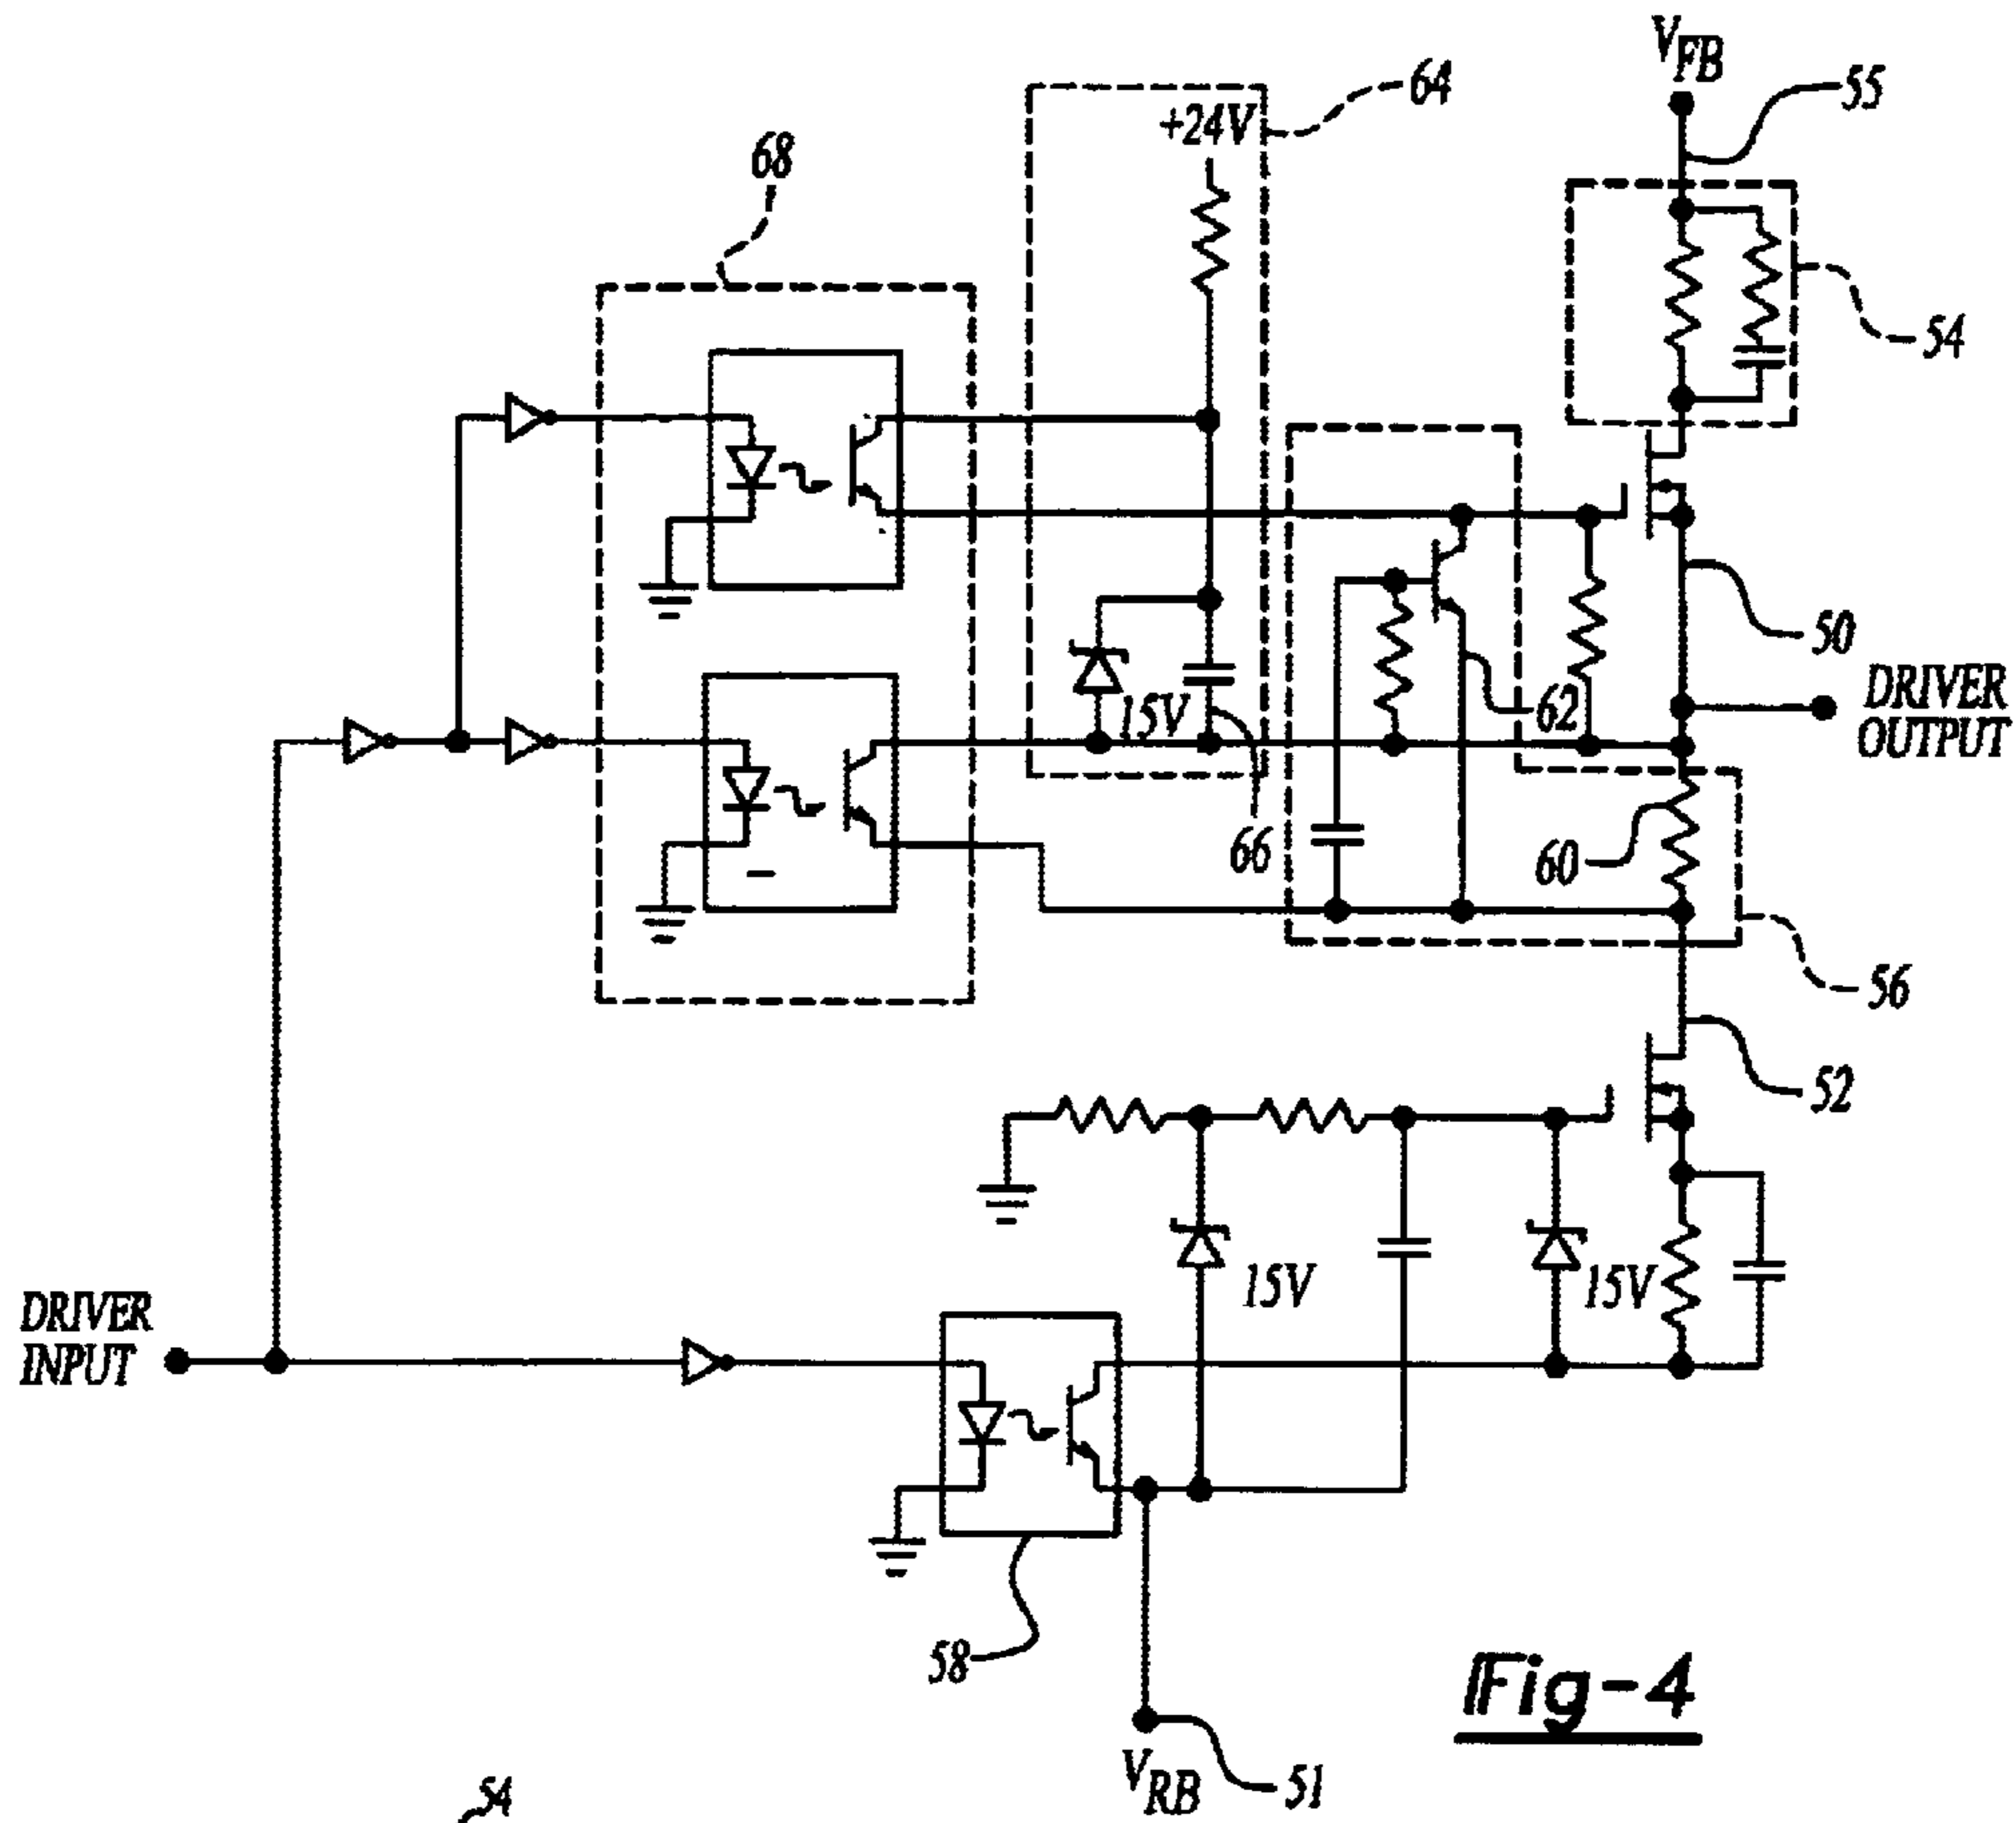 V_FB
55
64
+24V
68
54
50
DRIVER
OUTPUT
15V
62
66
60
56
52
15V
15V
DRIVER
INPUT
58
Fig-4
V_RB
51
54